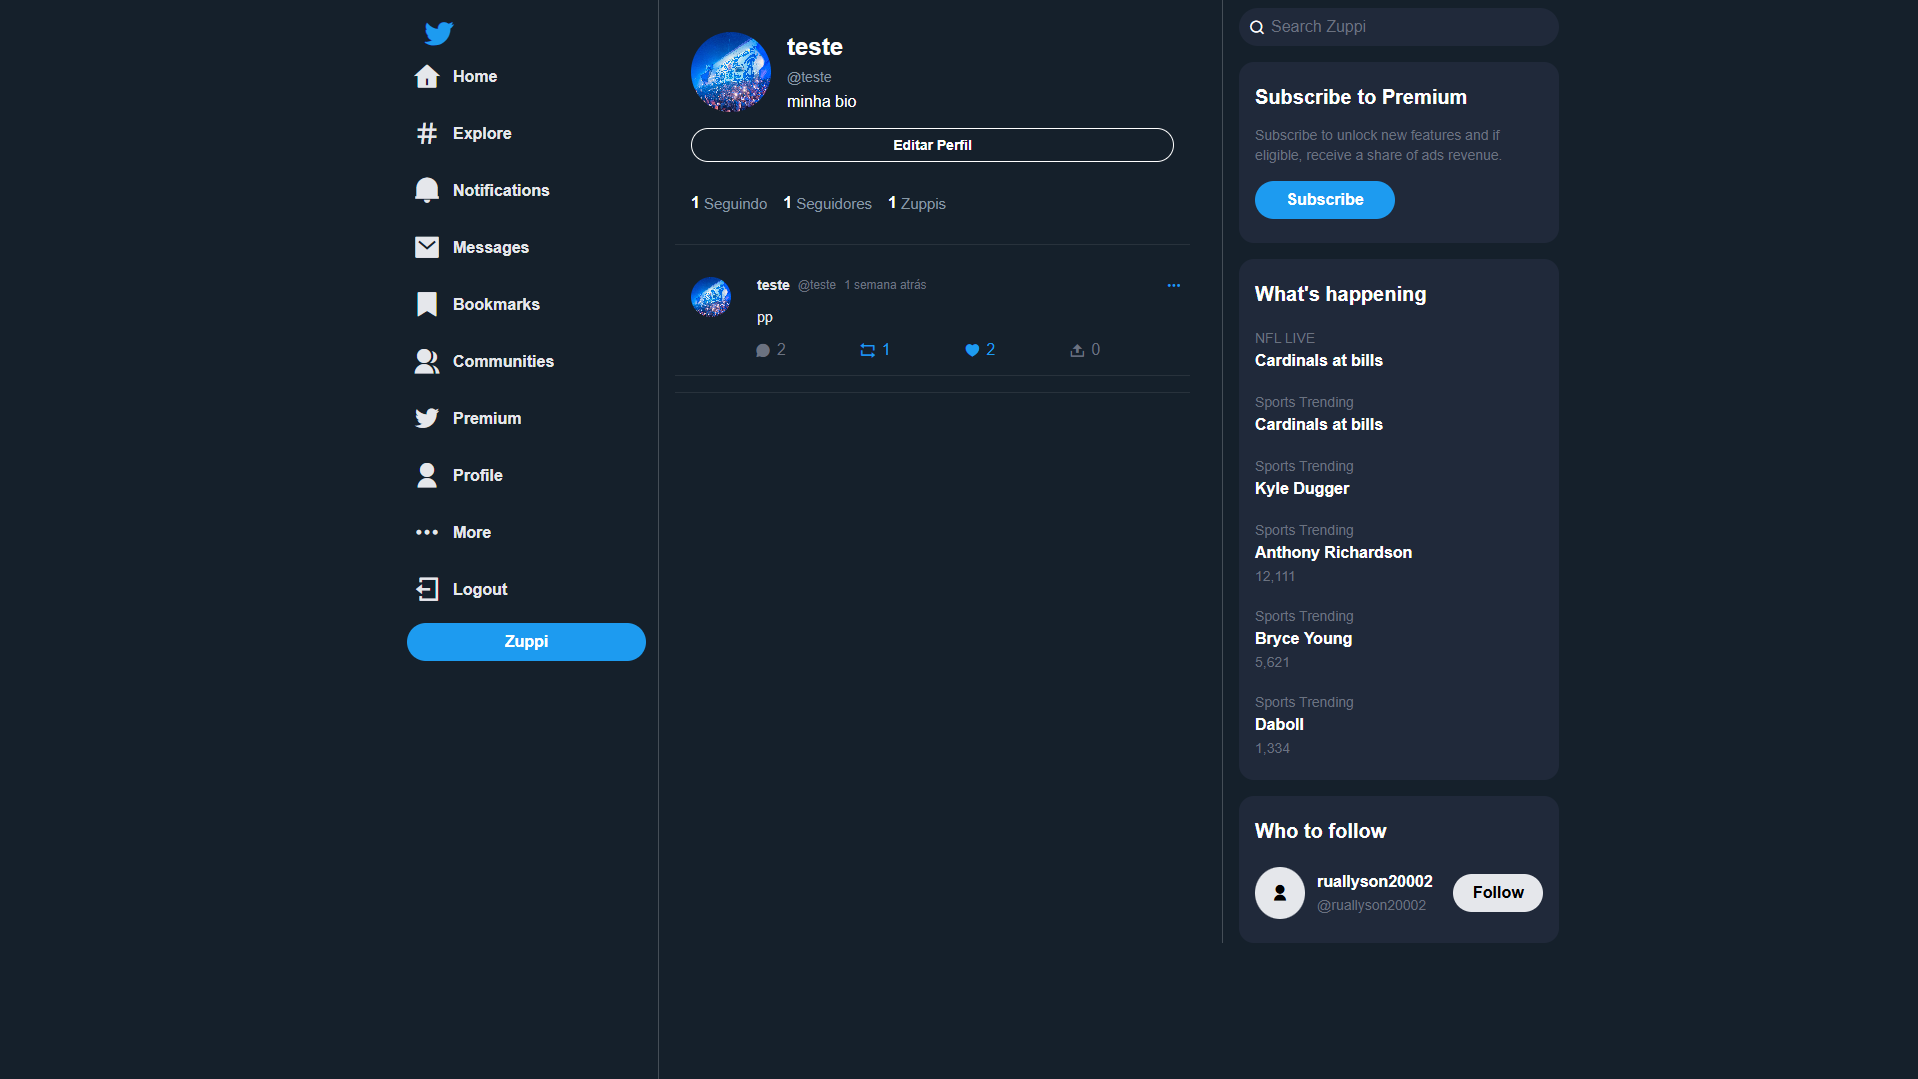 Home
Explore
Notifications
Messages
Bookmarks
Communities
Premium
Profile
More
Logout
Zuppi
teste
@teste
minha bio
Editar Perfil
1 Seguindo 1 Seguidores 1 Zuppis
teste @teste 1 semana atrás
pp
2 1 2 0
Search Zuppi
Subscribe to Premium
Subscribe to unlock new features and if
eligible, receive a share of ads revenue.
Subscribe
What's happening
NFL LIVE
Cardinals at bills
Sports Trending
Cardinals at bills
Sports Trending
Kyle Dugger
Sports Trending
Anthony Richardson
12,111
Sports Trending
Bryce Young
5,621
Sports Trending
Daboll
1,334
Who to follow
ruallyson20002
@ruallyson20002
Follow